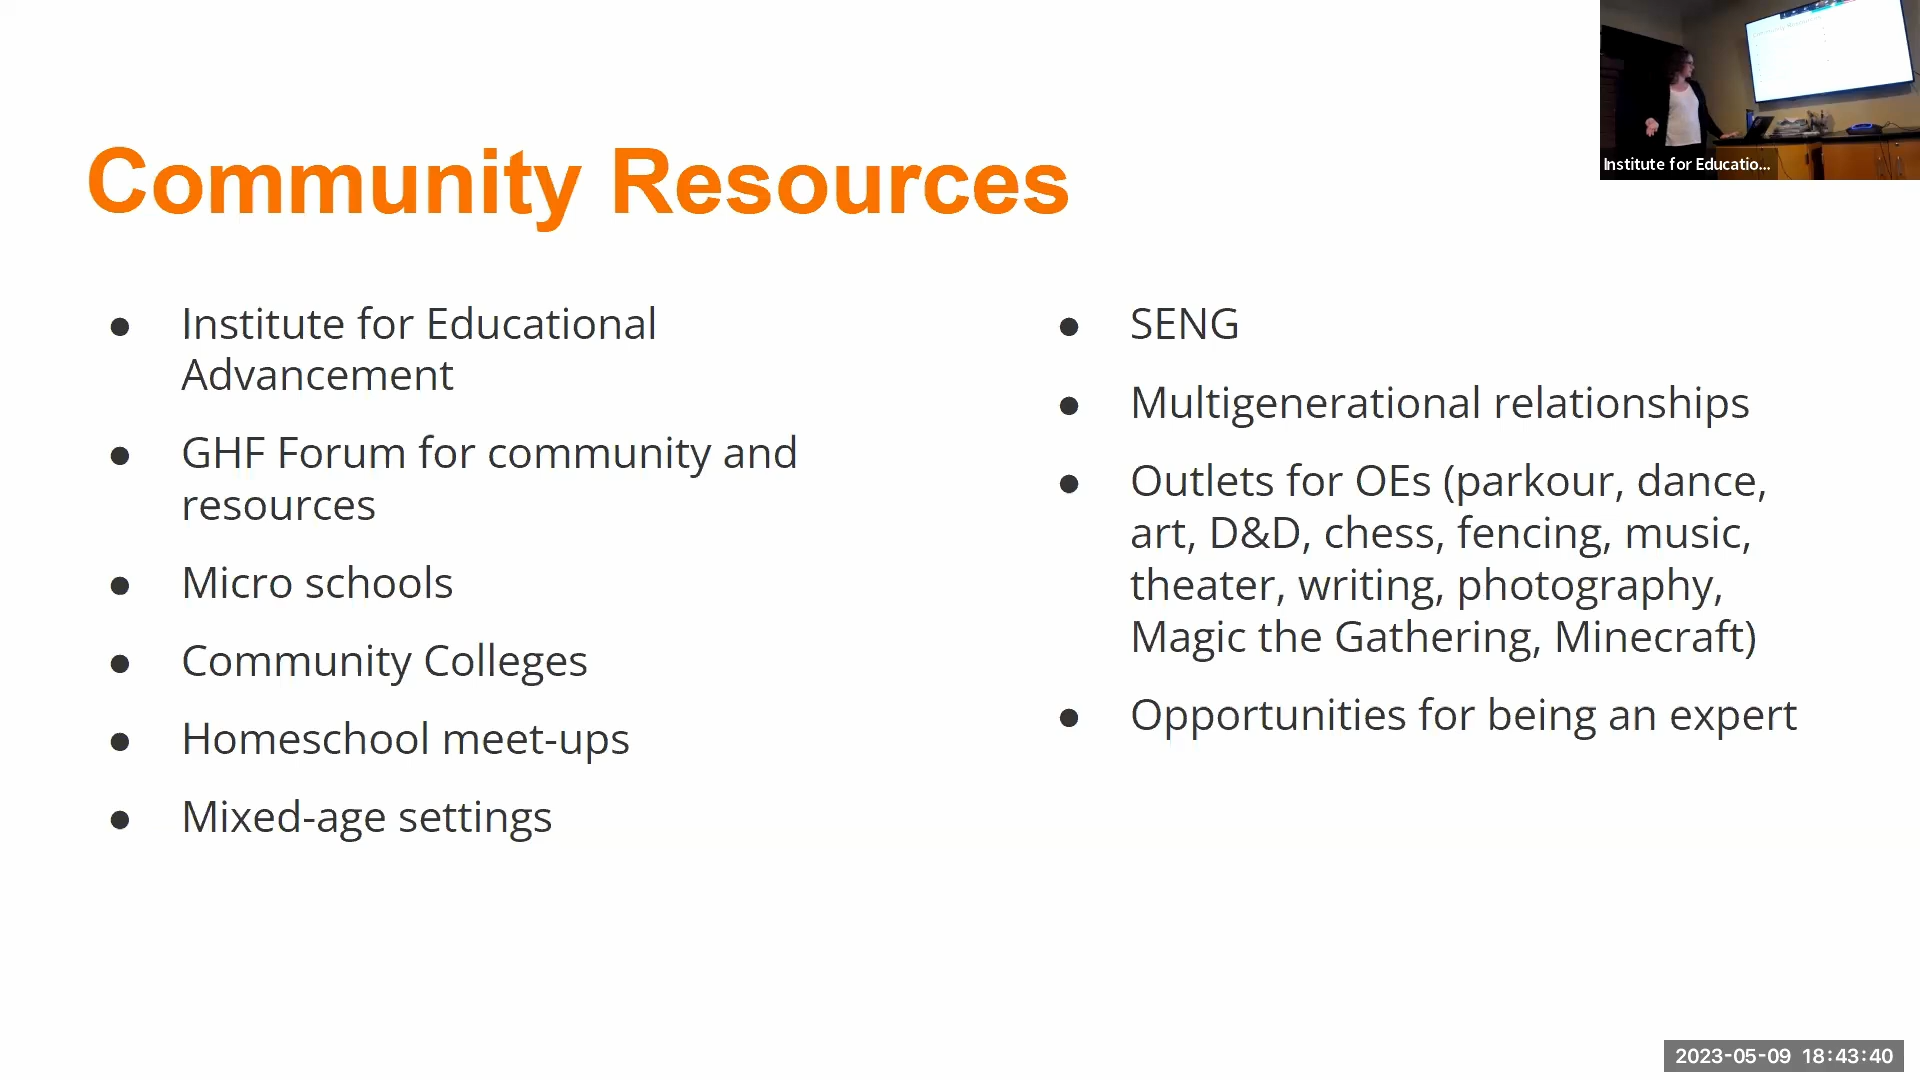 Community Resources
● Institute for Educational
Advancement
● GHF Forum for community and
resources
● Micro schools
● Community Colleges
● Homeschool meet-ups
● Mixed-age settings
● SENG
● Multigenerational relationships
● Outlets for OEs (parkour, dance,
art, D&D, chess, fencing, music,
theater, writing, photography,
Magic the Gathering, Minecraft)
● Opportunities for being an expert
Institute for Educatio...
2023-05-09 18:43:40